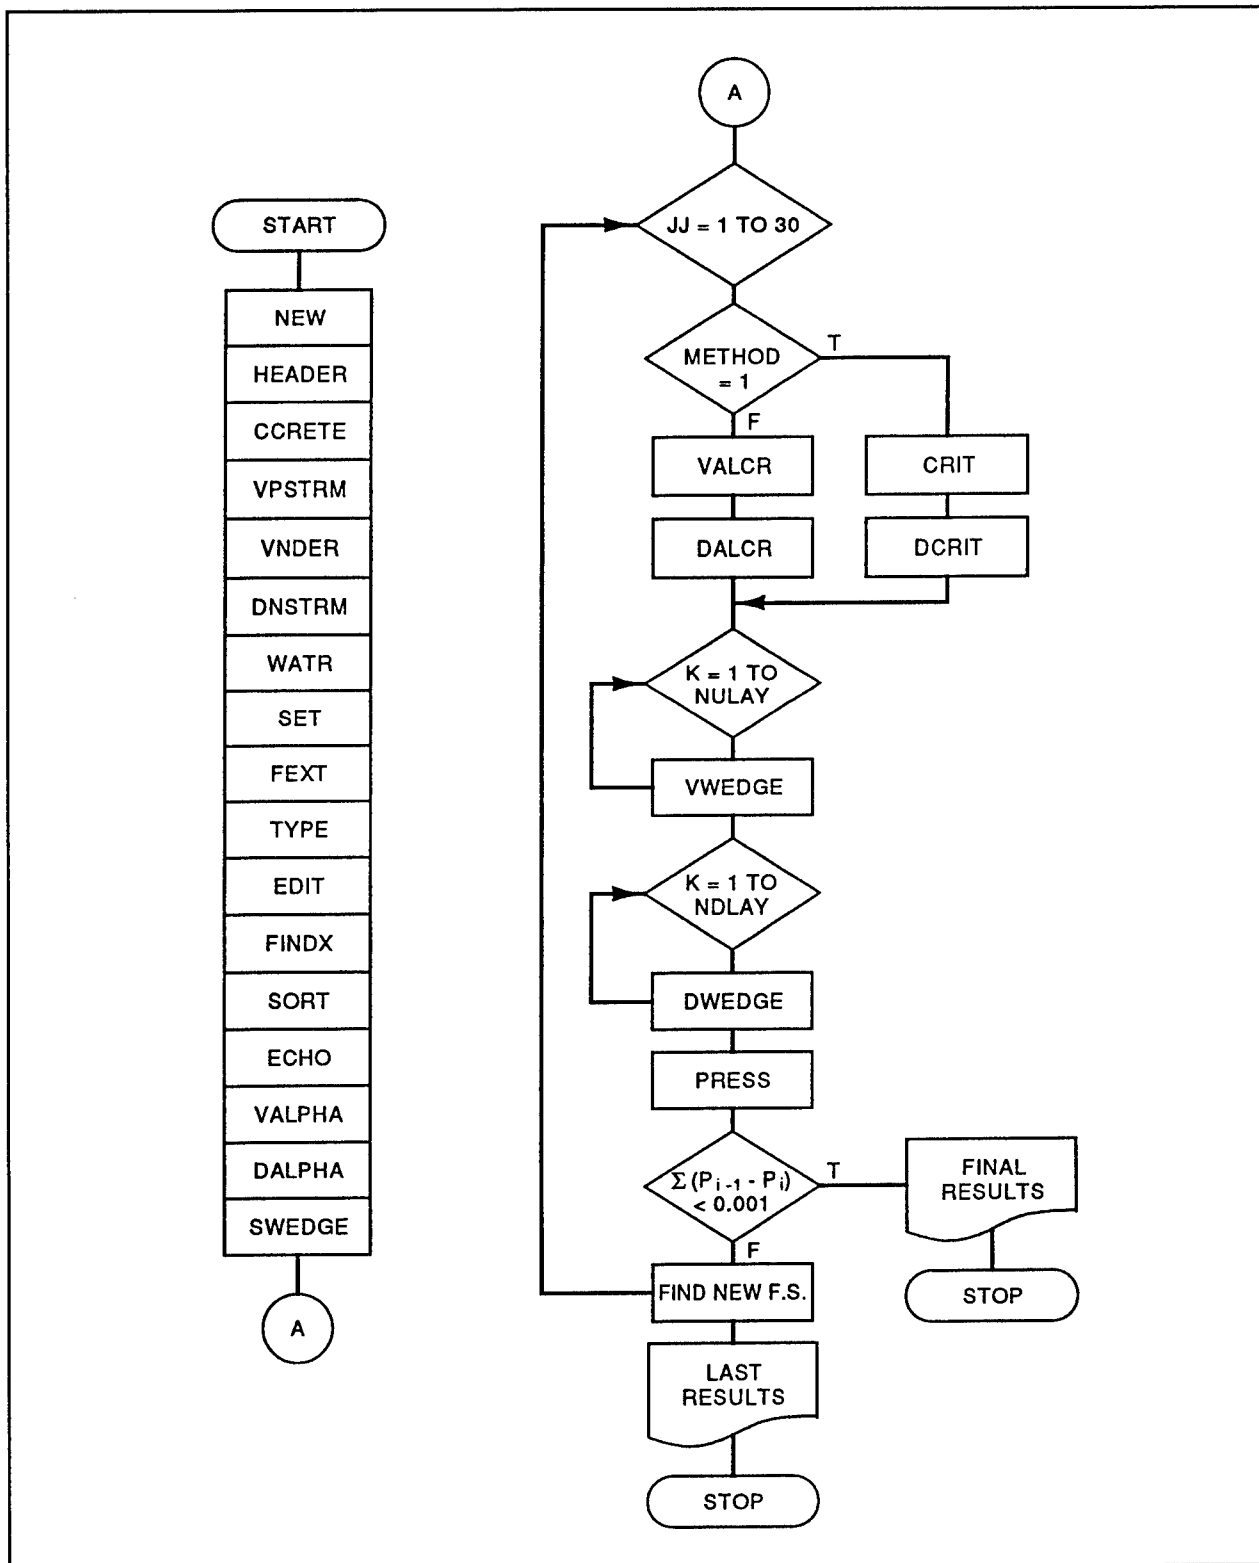 START
NEW
HEADER
CCRETE
VPSTRM
VNDER
DNSTRM
WATR
SET
FEXT
TYPE
EDIT
FINDX
SORT
ECHO
VALPHA
DALPHA
SWEDGE
A
A
JJ = 1 TO 30
METHOD
= 1
T
F
VALCR
CRIT
DALCR
DCRIT
K = 1 TO
NULAY
VWEDGE
K = 1 TO
NDLAY
DWEDGE
PRESS
Σ (P i -1 - P i)
< 0.001
T
F
FINAL
RESULTS
STOP
FIND NEW F.S.
LAST
RESULTS
STOP